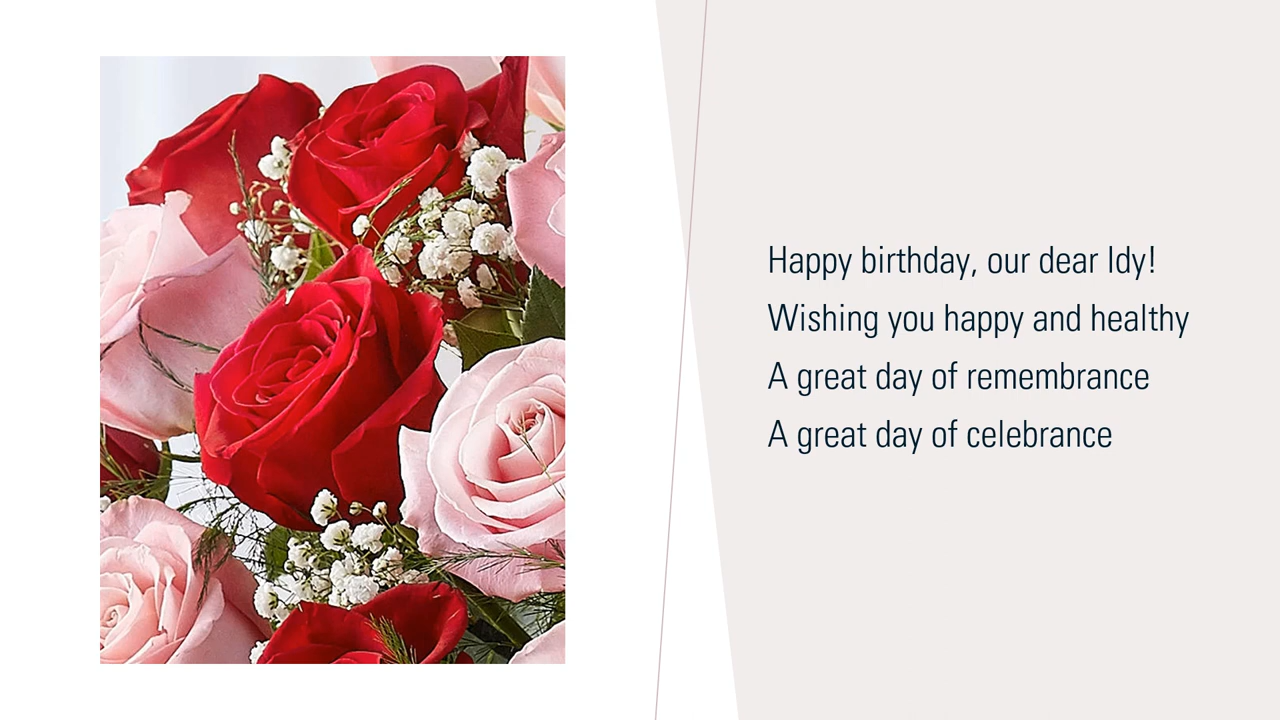 Happy birthday, our dear Idy!
Wishing you happy and healthy
A great day of remembrance
A great day of celebrance